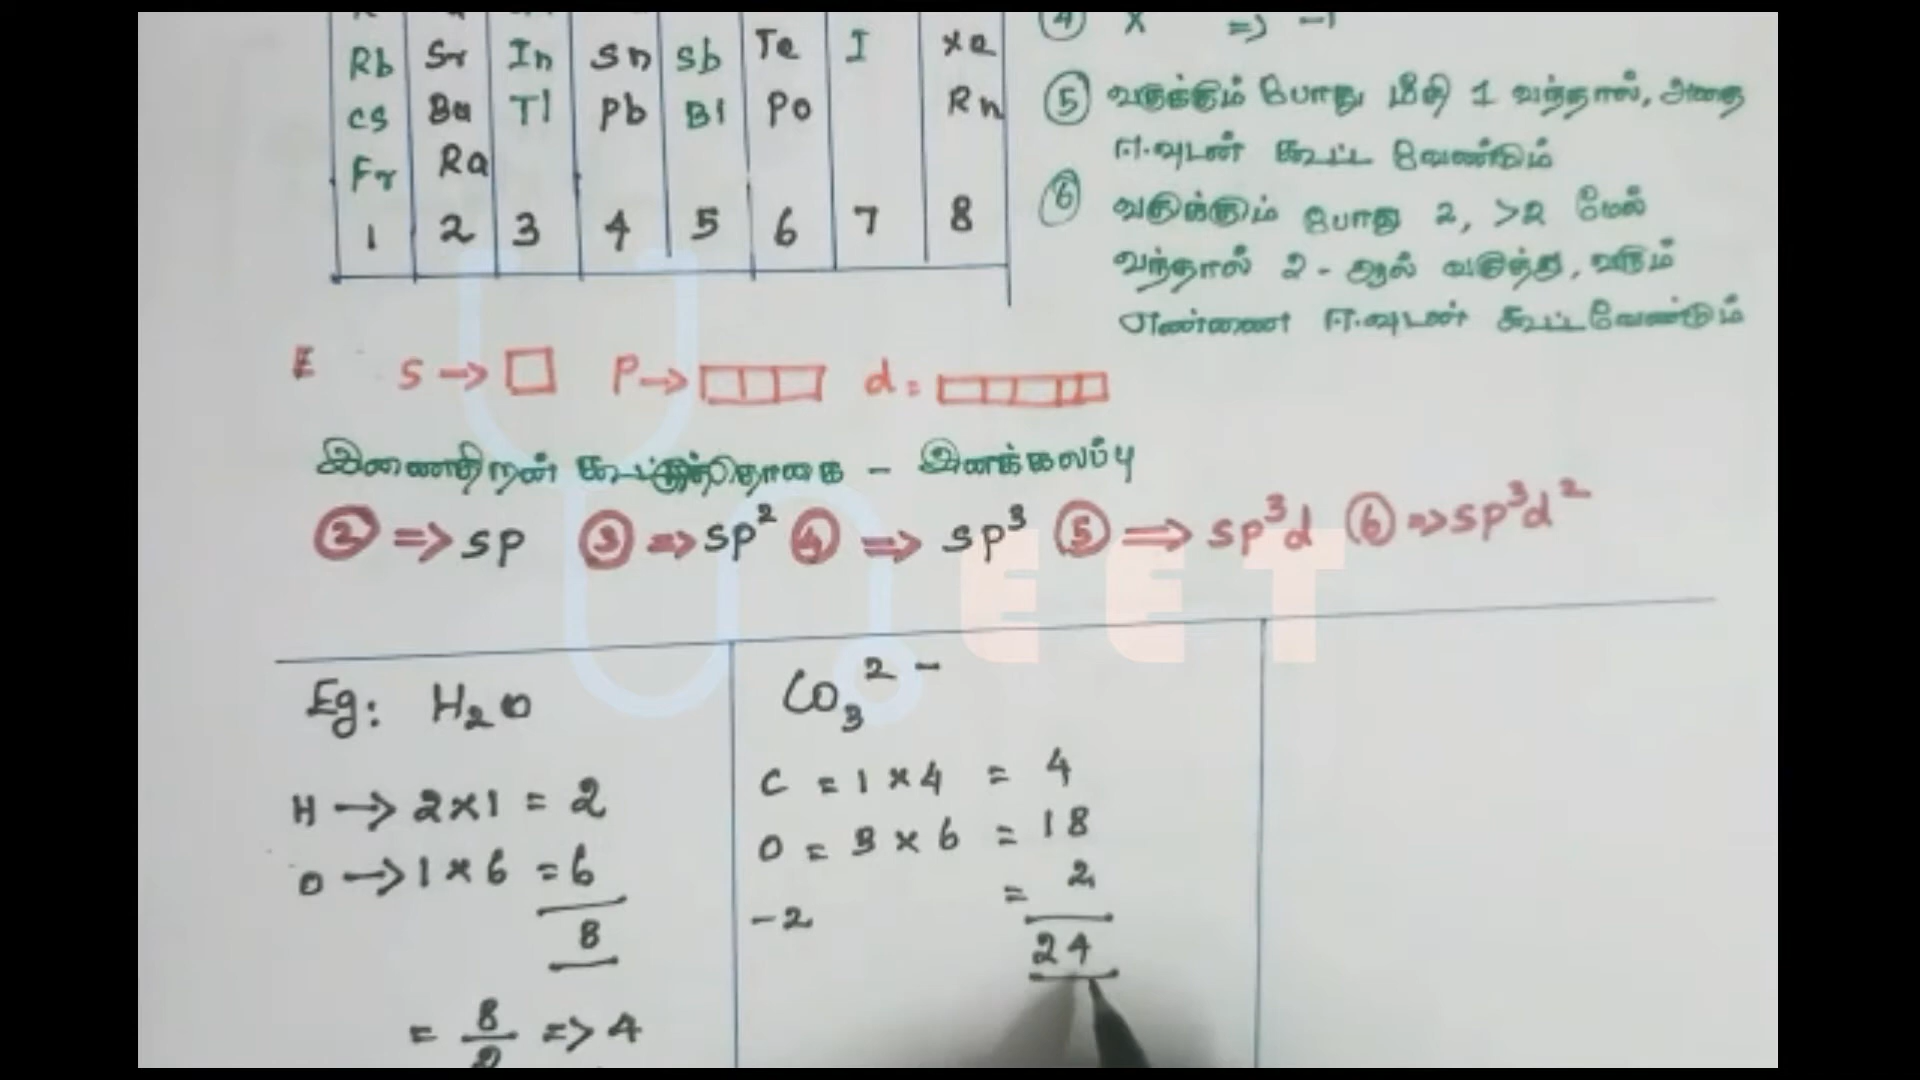 Rb Sr In Sn Sb Te I Xe
④ X => -1
Cs Ba Tl Pb Bi Po Rn
Fr Ra
1 2 3 4 5 6 7 8
⑤ வகுக்கும் போது மீதி 1 வந்தால், அதை
ஈ.வுடன் கூட்ட வேண்டும்
⑥ வகுக்கும் போது 2, >2 மேல்
வந்தால் 2 - ஆல் வகுத்து, வரும்
எண்ணை ஈ.வுடன் கூட்டவேண்டும்
E S → P → d =
இணைதிறன் கூட்டுத்தொகை - இனக்கலப்பு
② => sp ③ => sp² ④ => sp³ ⑤ => sp³d ⑥ => sp³d²
EET
Eg: H₂O
H → 2×1 = 2
O → 1×6 = 6
8
= 8/2 => 4
CO₃²⁻
C = 1×4 = 4
O = 3×6 = 18
-2 = 2
24